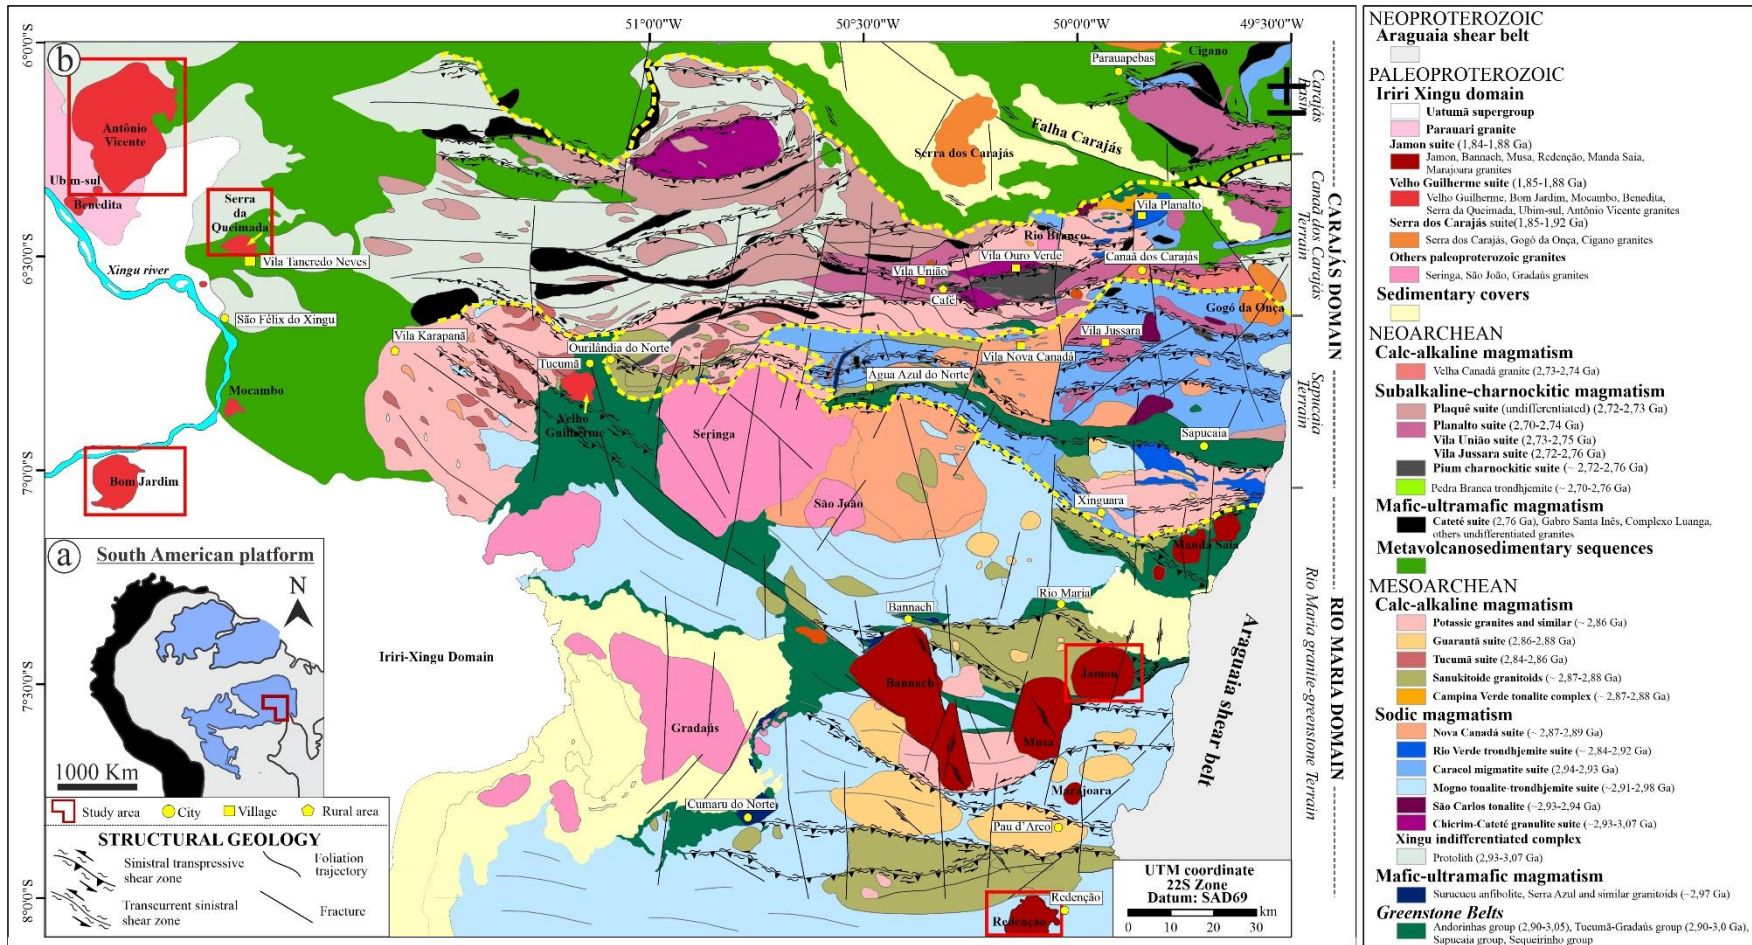 51°0'0"W
50°30'0"W
50°0'0"W
49°30'0"W
6°0'0"S
6°30'0"S
7°0'0"S
7°30'0"S
8°0'0"S
b
Antônio
Vicente
Ubim-sul
Benedita
Serra
da
Queimada
Vila Tancredo Neves
Xingu river
São Félix do Xingu
Mocambo
Bom Jardim
Vila Karapanã
Tucumã
Ourilândia do Norte
Velho
Guilherme
Seringa
São João
Serra dos Carajás
Falha Carajás
Parauapebas
Cigano
Vila Planalto
Rio Branco
Vila Ouro Verde
Canaã dos Carajás
Vila União
Café
Gogó da Onça
Vila Jussara
Vila Nova Canadá
Água Azul do Norte
Sapucaia
Xinguara
Manda Saia
Rio Maria
Bannach
Bannach
Jamon
Musa
Marajoara
Gradaús
Cumaru do Norte
Pau d'Arco
Redenção
Redenção
Iriri-Xingu Domain
Araguaia shear belt
Carajás
Basin
Canaã dos Carajás
Terrain
Sapucaia
Terrain
Rio Maria granite-greenstone Terrain
CARAJÁS DOMAIN
RIO MARIA DOMAIN
a
South American platform
N
1000 Km
Study area
City
Village
Rural area
STRUCTURAL GEOLOGY
Sinistral transpressive
shear zone
Foliation
trajectory
Transcurrent sinistral
shear zone
Fracture
UTM coordinate
22S Zone
Datum: SAD69
0 10 20 30 km
NEOPROTEROZOIC
Araguaia shear belt
PALEOPROTEROZOIC
Iriri Xingu domain
Uatumã supergroup
Parauari granite
Jamon suite (1,84-1,88 Ga)
Jamon, Bannach, Musa, Redenção, Manda Saia,
Marajoara granites
Velho Guilherme suite (1,85-1,88 Ga)
Velho Guilherme, Bom Jardim, Mocambo, Benedita,
Serra da Queimada, Ubim-sul, Antônio Vicente granites
Serra dos Carajás suite(1,85-1,92 Ga)
Serra dos Carajás, Gogó da Onça, Cigano granites
Others paleoproterozoic granites
Seringa, São João, Gradaús granites
Sedimentary covers
NEOARCHEAN
Calc-alkaline magmatism
Velha Canadá granite (2,73-2,74 Ga)
Subalkaline-charnockitic magmatism
Plaquê suite (undifferentiated) (2,72-2,73 Ga)
Planalto suite (2,70-2,74 Ga)
Vila União suite (2,73-2,75 Ga)
Vila Jussara suite (2,72-2,76 Ga)
Pium charnockitic suite (~ 2,72-2,76 Ga)
Pedra Branca trondhjemite (~ 2,70-2,76 Ga)
Mafic-ultramafic magmatism
Cateté suite (2,76 Ga), Gabro Santa Inês, Complexo Luanga,
others undifferentiated granites
Metavolcanosedimentary sequences
MESOARCHEAN
Calc-alkaline magmatism
Potassic granites and similar (~ 2,86 Ga)
Guarantã suite (2,86-2,88 Ga)
Tucumã suite (2,84-2,86 Ga)
Sanukitoide granitoids (~ 2,87-2,88 Ga)
Campina Verde tonalite complex (~ 2,87-2,88 Ga)
Sodic magmatism
Nova Canadá suite (~ 2,87-2,89 Ga)
Rio Verde trondhjemite suite (~ 2,84-2,92 Ga)
Caracol migmatite suite (2,94-2,93 Ga)
Mogno tonalite-trondhjemite suite (~2,91-2,98 Ga)
São Carlos tonalite (~2,93-2,94 Ga)
Chicrim-Cateté granulite suite (~2,93-3,07 Ga)
Xingu indifferentiated complex
Protolith (2,93-3,07 Ga)
Mafic-ultramafic magmatism
Surucucu anfibolite, Serra Azul and similar granitoids (~2,97 Ga)
Greenstone Belts
Andorinhas group (2,90-3,05), Tucumã-Gradaús group (2,90-3,0 Ga),
Sapucaia group, Sequeirinho group